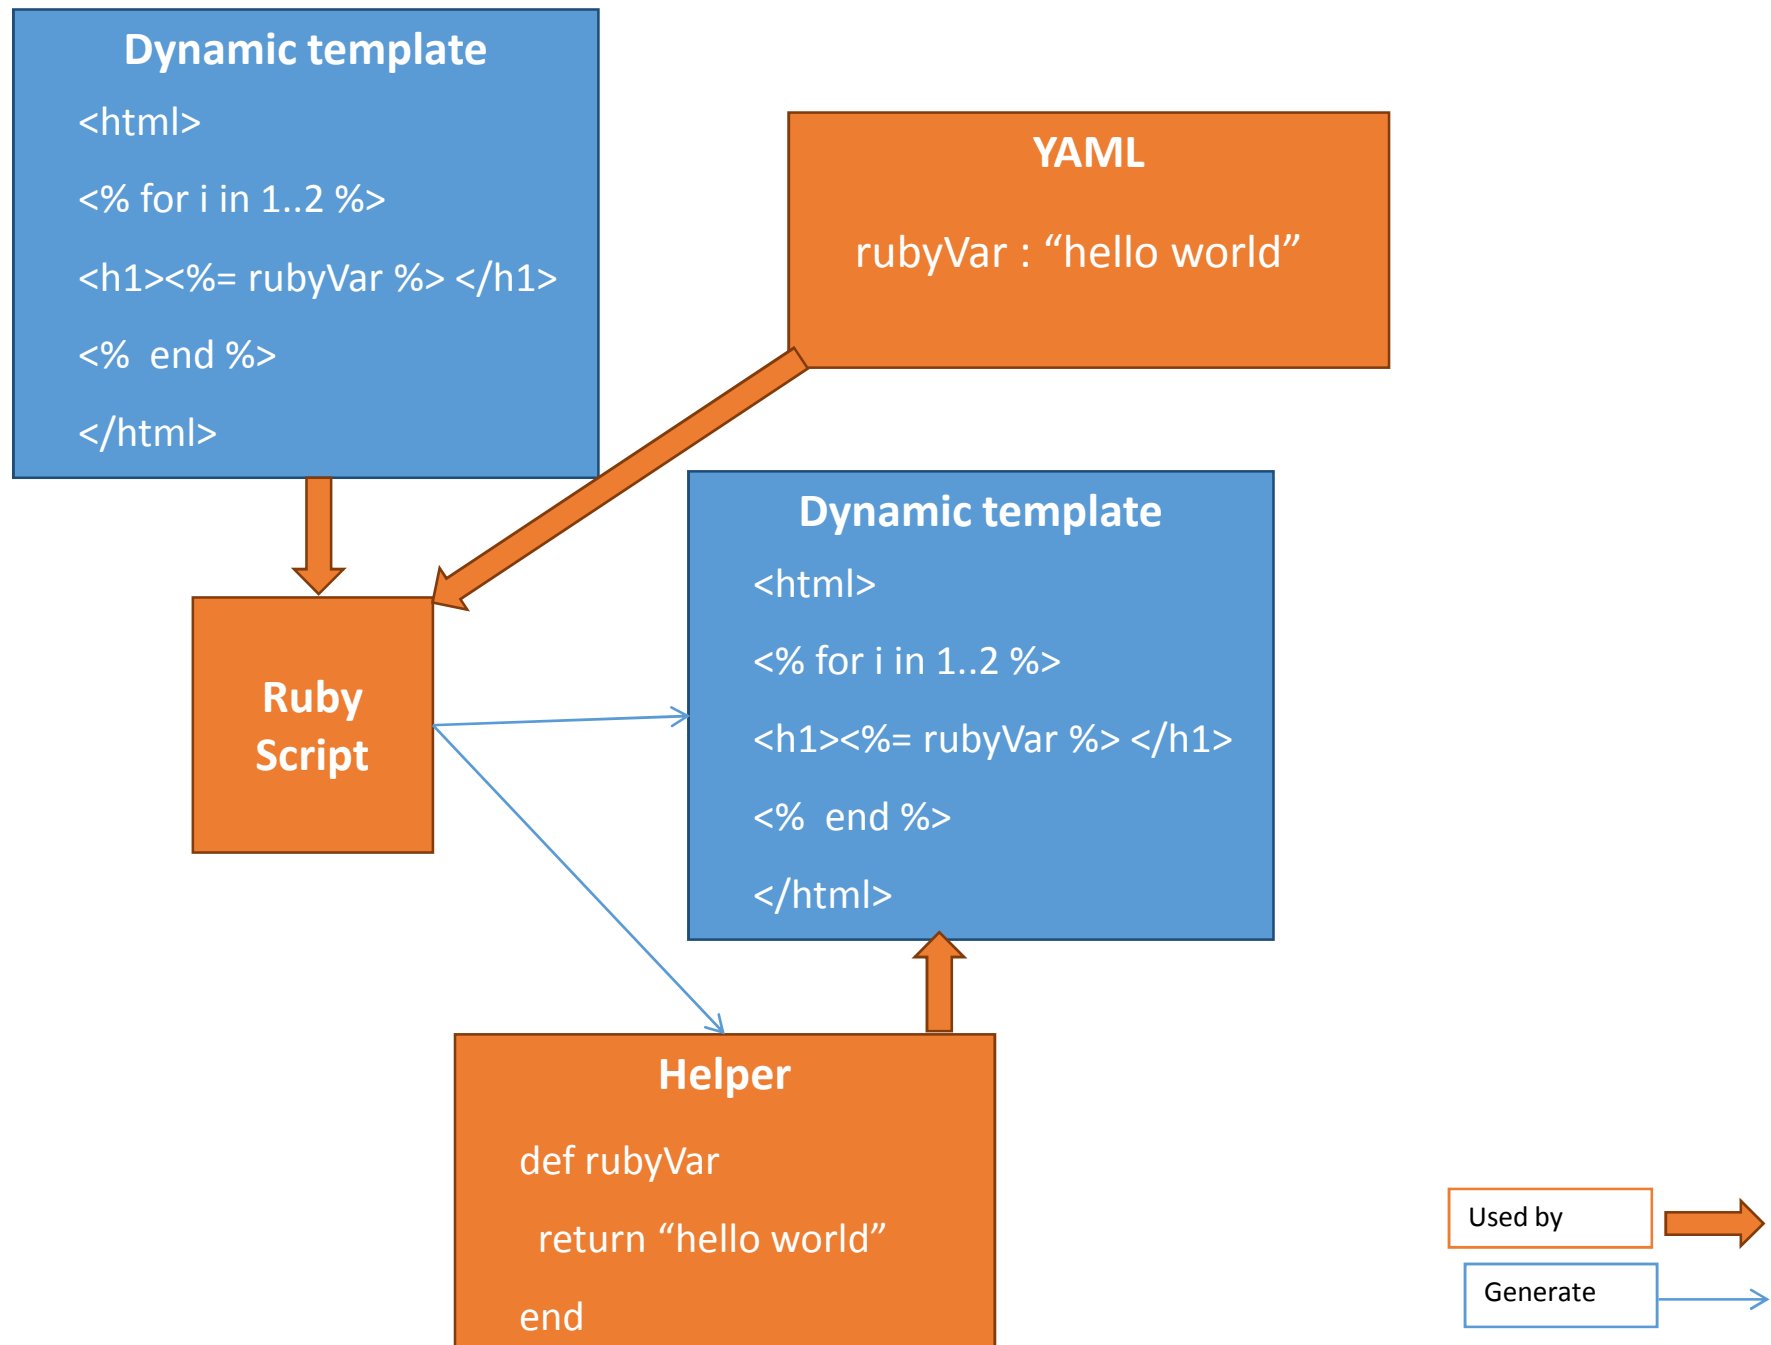 Dynamic template
<html>
<% for i in 1..2 %>
<h1><%= rubyVar %> </h1>
<%  end %>
</html>
YAML
rubyVar : “hello world”
Ruby
Script
Dynamic template
<html>
<% for i in 1..2 %>
<h1><%= rubyVar %> </h1>
<%  end %>
</html>
Helper
def rubyVar
  return “hello world”
end
Used by
Generate